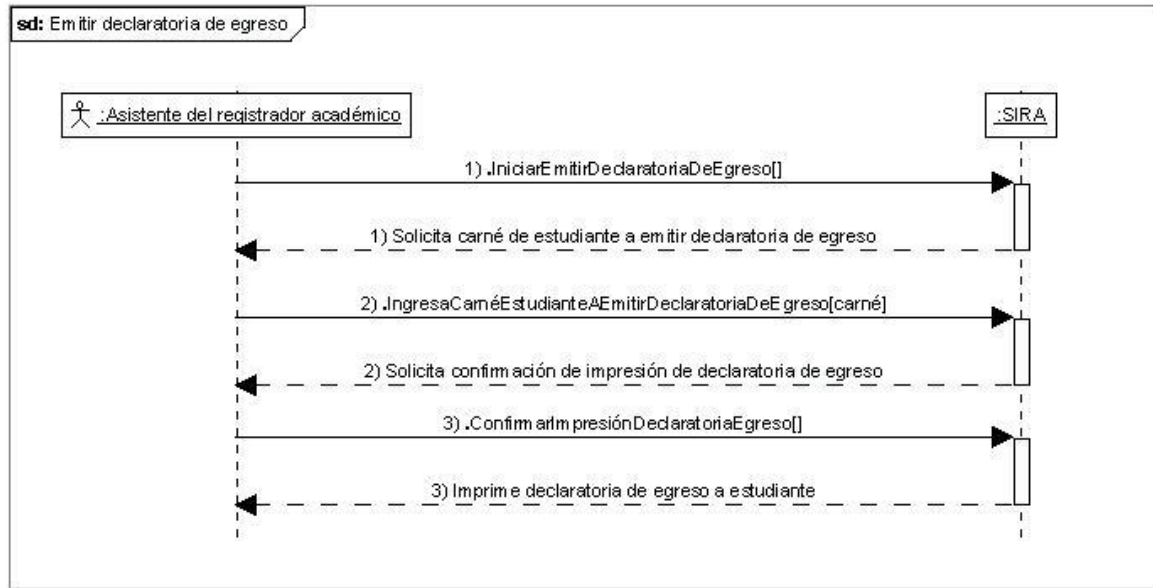 sd: Emitir declaratoria de egreso
:Asistente del registrador académico
:SIRA
1) .IniciarEmitirDeclaratoriaDeEgreso[]
1) Solicita carné de estudiante a emitir declaratoria de egreso
2) .IngresaCarnéEstudianteAEmitirDeclaratoriaDeEgreso[carné]
2) Solicita confirmación de impresión de declaratoria de egreso
3) .ConfirmarImpresiónDeclaratoriaEgreso[]
3) Imprime declaratoria de egreso a estudiante